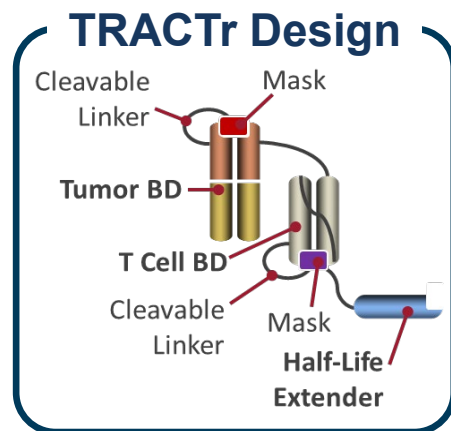 TRACTr Design
Cleavable
Linker
Mask
Tumor BD
T Cell BD
Cleavable
Linker
Mask
Half-Life
Extender